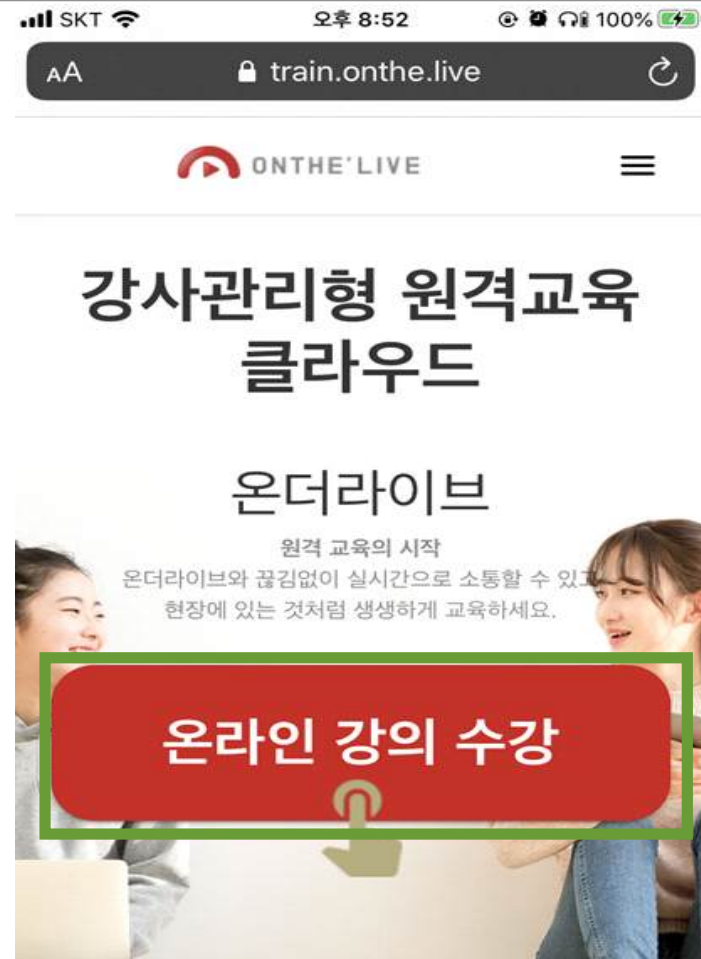 SKT 오후 8:52 100%
AA train.onthe.live
ONTHE'LIVE
강사관리형 원격교육
클라우드
온더라이브
원격 교육의 시작
온더라이브와 끊김없이 실시간으로 소통할 수 있고
현장에 있는 것처럼 생생하게 교육하세요.
온라인 강의 수강